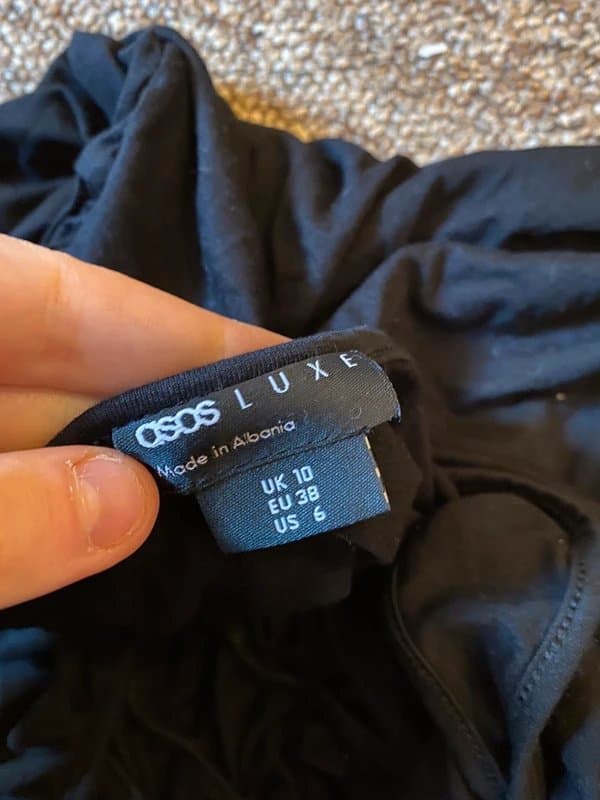 asos LUXE
Made in Albania
UK 10
EU 38
US 6